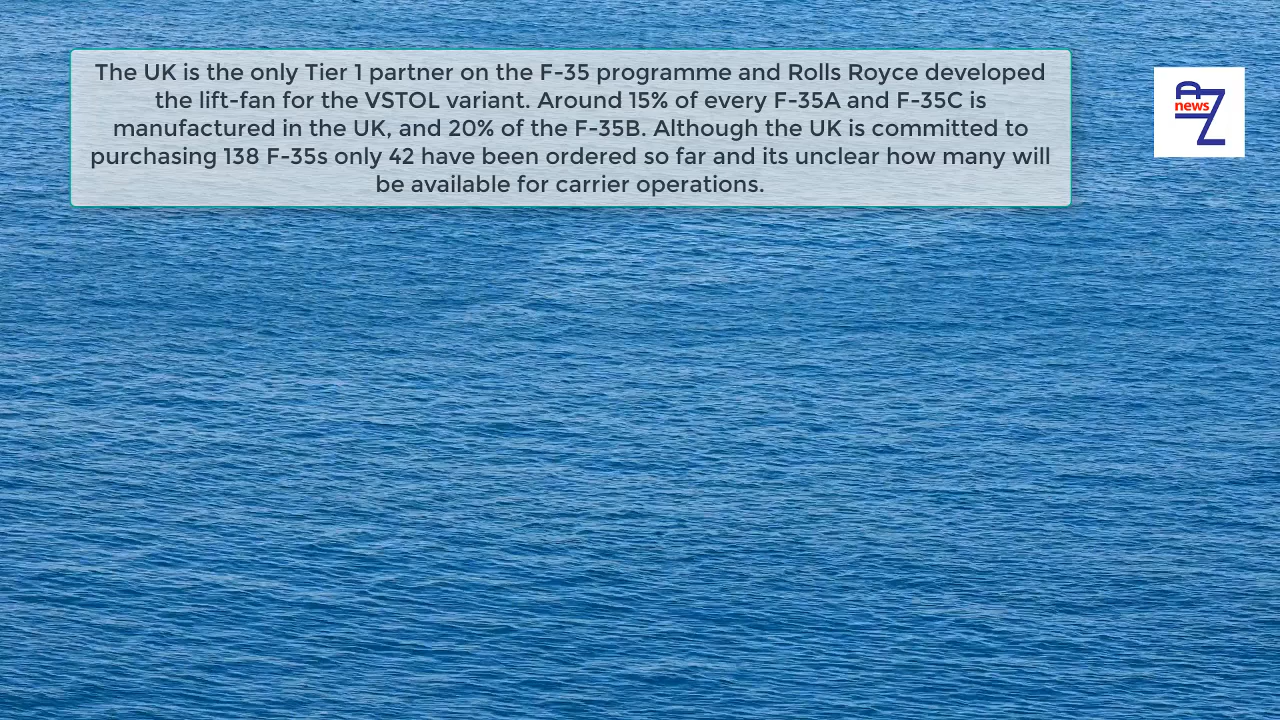 The UK is the only Tier 1 partner on the F-35 programme and Rolls Royce developed
the lift-fan for the VSTOL variant. Around 15% of every F-35A and F-35C is
manufactured in the UK, and 20% of the F-35B. Although the UK is committed to
purchasing 138 F-35s only 42 have been ordered so far and its unclear how many will
be available for carrier operations.
A
news
Z